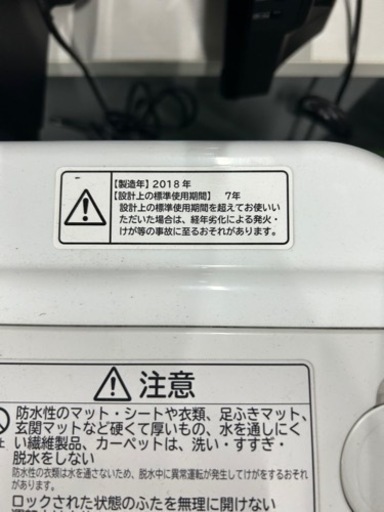 【製造年】2018年
【設計上の標準使用期間】 7年
設計上の標準使用期間を超えてお使いい
ただいた場合は、経年劣化による発火・
けが等の事故に至るおそれがあります。
注意
防水性のマット・シートや衣類、足ふきマット、
玄関マットなど硬くて厚いもの、水を通しにく
い繊維製品、カーペットは、洗い・すすぎ・
脱水をしない
防水性の衣類は水を通さないため、脱水中に異常運転が発生してけがをするおそれ
があります。
ロックされた状態のふたを無理に開けない